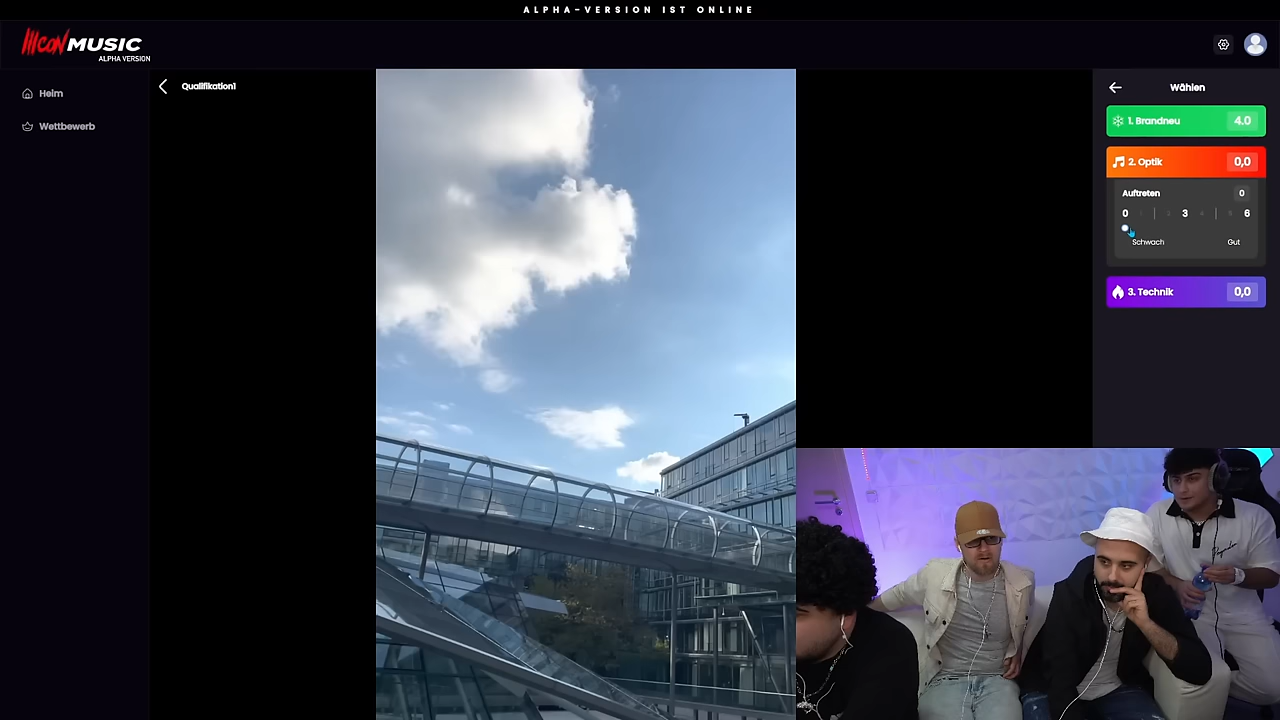 ALPHA-VERSION IST ONLINE
IIICON MUSIC
ALPHA VERSION
Heim
Wettbewerb
Qualifikation1
Wählen
1. Brandneu 4.0
2. Optik 0,0
Auftreten 0
0 3 6
Schwach Gut
3. Technik 0,0